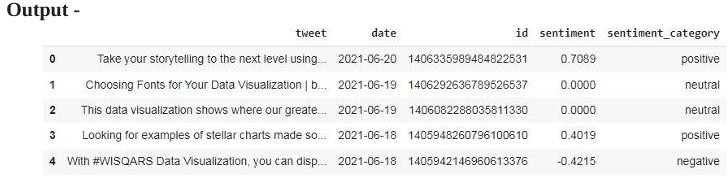 Output -
tweet date id sentiment sentiment_category
0 Take your storytelling to the next level using... 2021-06-20 1406335989484822531 0.7089 positive
1 Choosing Fonts for Your Data Visualization | b... 2021-06-19 1406292636789526537 0.0000 neutral
2 This data visualization shows where our greate... 2021-06-19 1406082288035811330 0.0000 neutral
3 Looking for examples of stellar charts made so... 2021-06-18 1405948260796100610 0.4019 positive
4 With #WISQARS Data Visualization, you can disp... 2021-06-18 1405942146960613376 -0.4215 negative